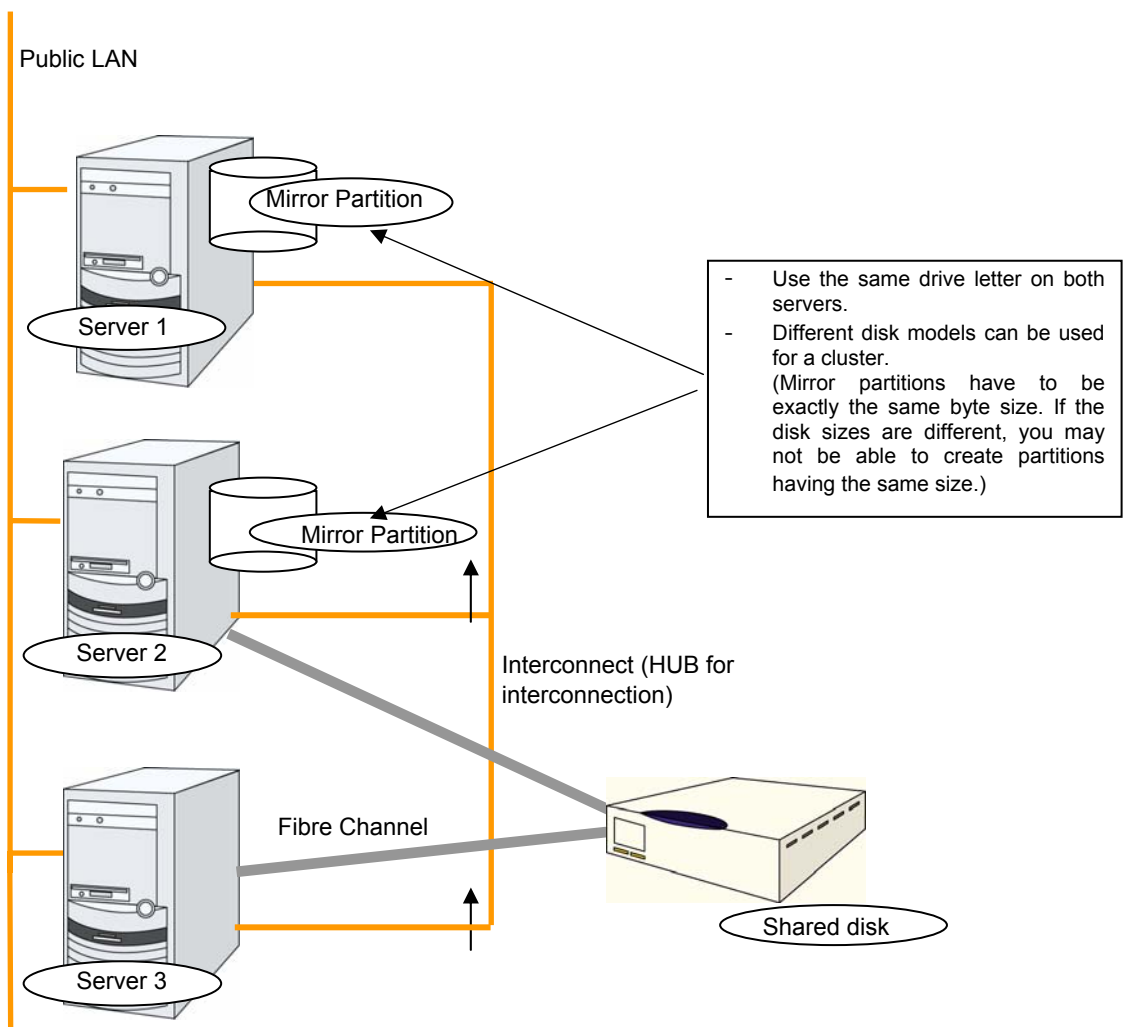 Public LAN
Mirror Partition
Server 1
- Use the same drive letter on both
servers.
- Different disk models can be used
for a cluster.
(Mirror partitions have to be
exactly the same byte size. If the
disk sizes are different, you may
not be able to create partitions
having the same size.)
Mirror Partition
Server 2
Interconnect (HUB for
interconnection)
Fibre Channel
Shared disk
Server 3